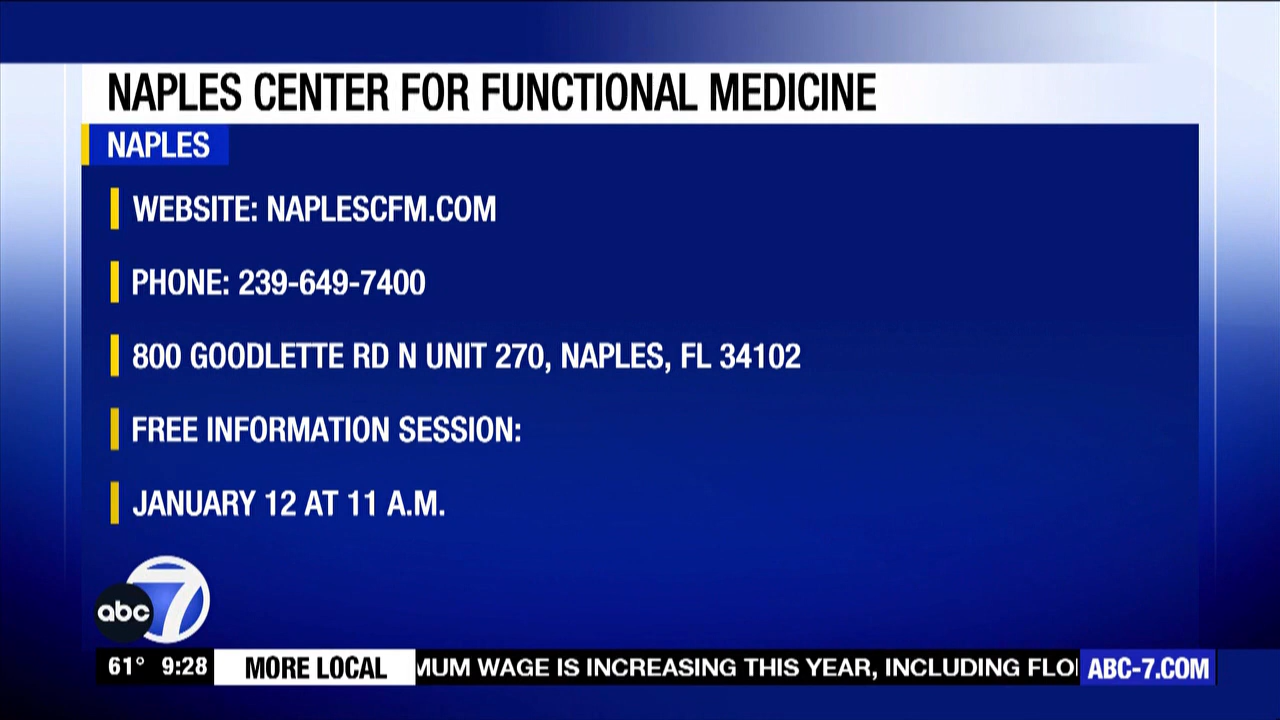 NAPLES CENTER FOR FUNCTIONAL MEDICINE
NAPLES
WEBSITE: NAPLESCFM.COM
PHONE: 239-649-7400
800 GOODLETTE RD N UNIT 270, NAPLES, FL 34102
FREE INFORMATION SESSION:
JANUARY 12 AT 11 A.M.
abc 7
61° 9:28 MORE LOCAL MUM WAGE IS INCREASING THIS YEAR, INCLUDING FLO ABC-7.COM